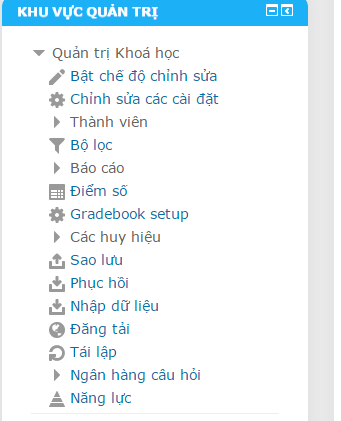 KHU VỰC QUẢN TRỊ
Quản trị Khoá học
Bật chế độ chỉnh sửa
Chỉnh sửa các cài đặt
Thành viên
Bộ lọc
Báo cáo
Điểm số
Gradebook setup
Các huy hiệu
Sao lưu
Phục hồi
Nhập dữ liệu
Đăng tải
Tái lập
Ngân hàng câu hỏi
Năng lực